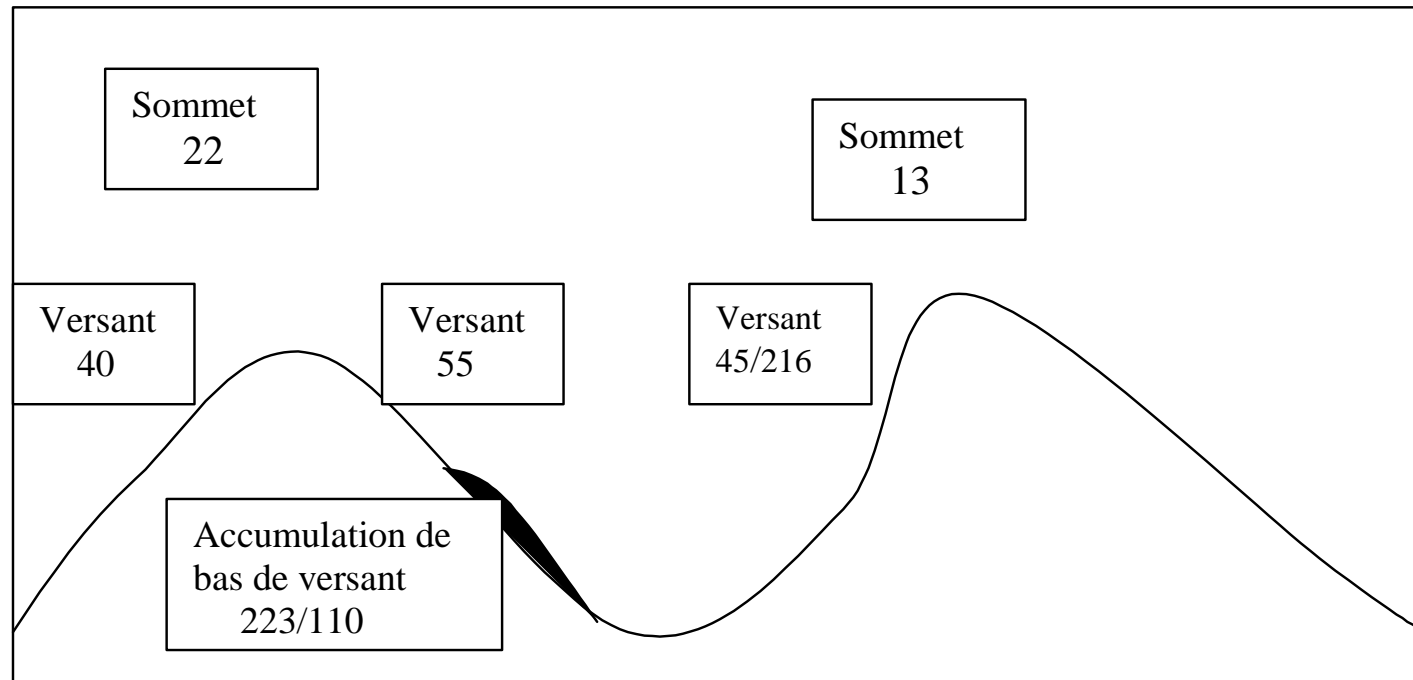 Sommet
22
Sommet
13
Versant
40
Versant
55
Versant
45/216
Accumulation de
bas de versant
223/110